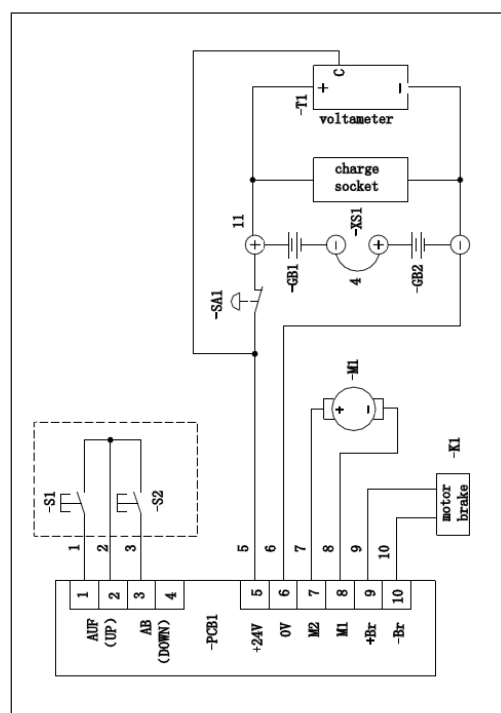 C
+ -
-T1
voltameter
charge
socket
-XS1
11
+ - + -
-GB1 4 -GB2
-SA1
-M1
+ -
-K1
motor
brake
-S1 -S2
1 2 3 5 6 7 8 9 10
1 2 3 4 5 6 7 8 9 10
AUF
(UP)
AB
(DOWN)
-PCB1
+24V
0V
M2
M1
+Br
-Br